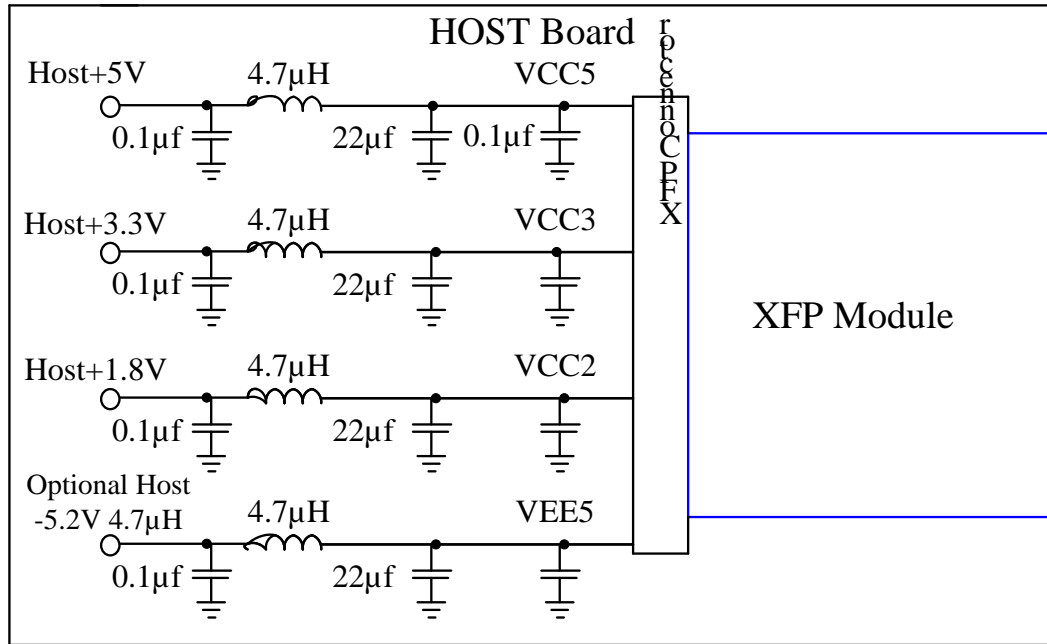 HOST Board
XFP Connector
Host+5V
4.7µH
VCC5
0.1µf
22µf
0.1µf
Host+3.3V
4.7µH
VCC3
0.1µf
22µf
XFP Module
Host+1.8V
4.7µH
VCC2
0.1µf
22µf
Optional Host
-5.2V 4.7µH
4.7µH
VEE5
0.1µf
22µf